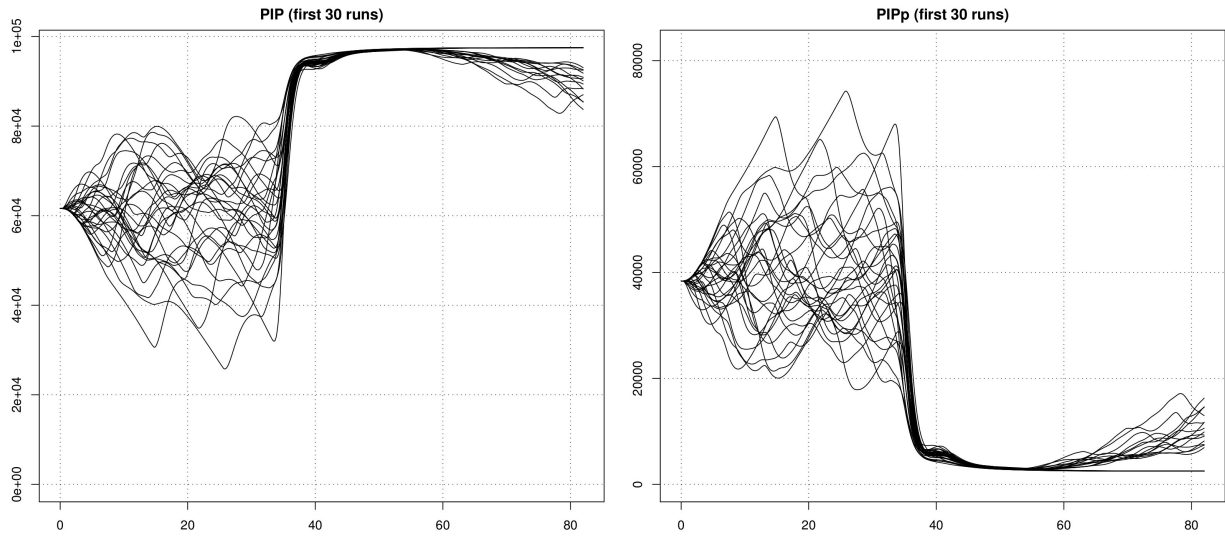 PIP (first 30 runs)
1e+05
8e+04
6e+04
4e+04
2e+04
0e+00
0 20 40 60 80
PIPp (first 30 runs)
80000
60000
40000
20000
0
0 20 40 60 80